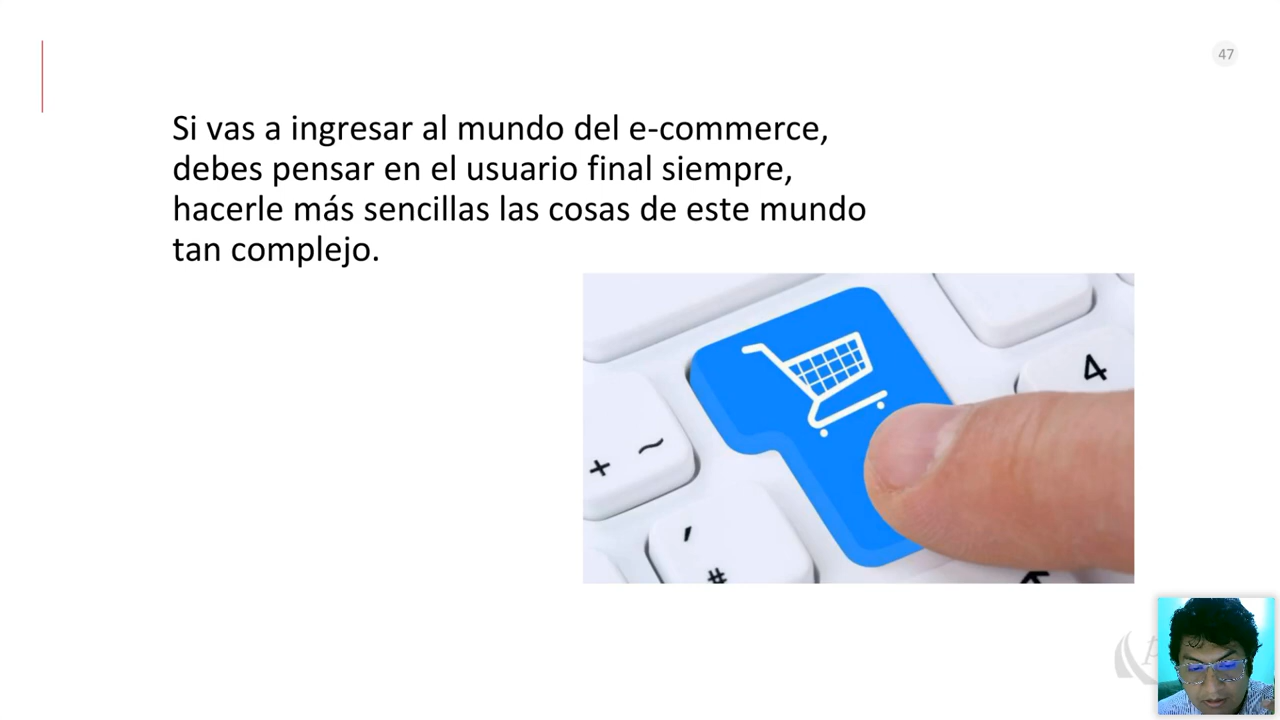 47
Si vas a ingresar al mundo del e-commerce,
debes pensar en el usuario final siempre,
hacerle más sencillas las cosas de este mundo
tan complejo.
4
+ ~
'
#